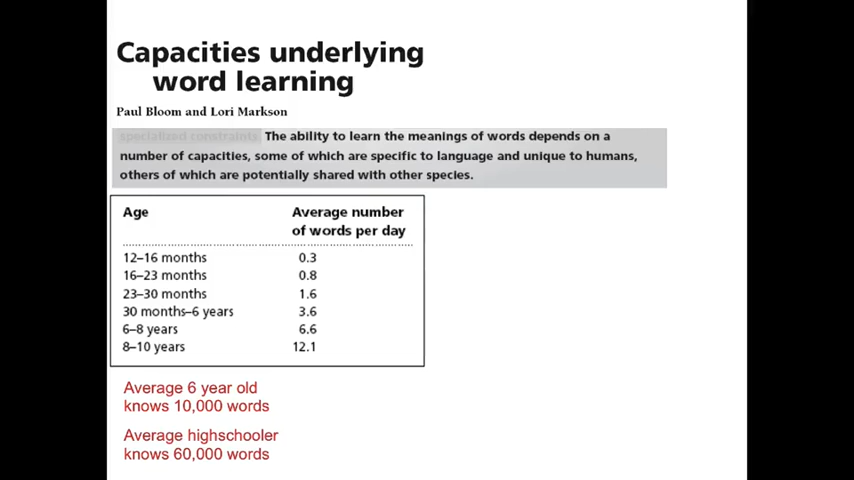 Capacities underlying
word learning
Paul Bloom and Lori Markson
specialized constraints. The ability to learn the meanings of words depends on a
number of capacities, some of which are specific to language and unique to humans,
others of which are potentially shared with other species.
Age Average number
of words per day
12–16 months 0.3
16–23 months 0.8
23–30 months 1.6
30 months–6 years 3.6
6–8 years 6.6
8–10 years 12.1
Average 6 year old
knows 10,000 words
Average highschooler
knows 60,000 words